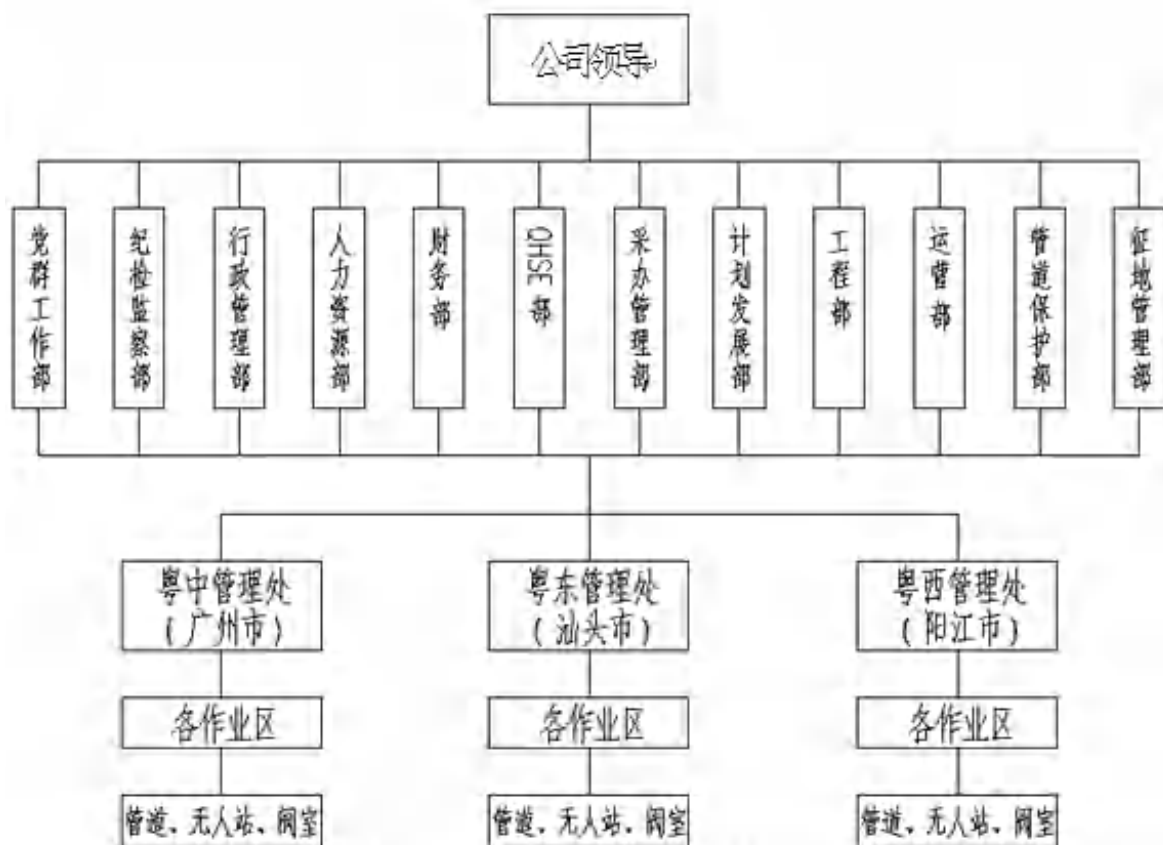 公司领导
党群工作部
纪检监察部
行政管理部
人力资源部
财务部
QHSE部
采办管理部
计划发展部
工程部
运营部
管道保护部
征地管理部
粤中管理处
(广州市)
粤东管理处
(汕头市)
粤西管理处
(阳江市)
各作业区
各作业区
各作业区
管道、无人站、阀室
管道、无人站、阀室
管道、无人站、阀室